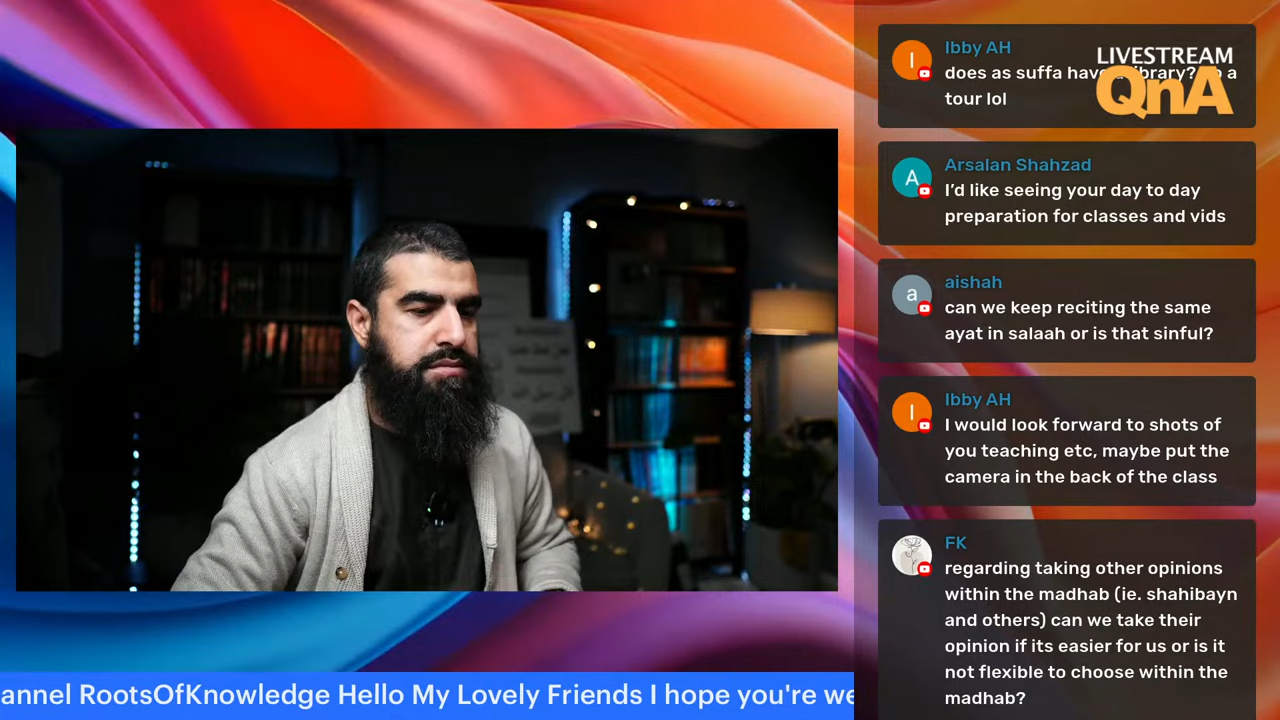 Ibby AH
does as suffa have a library? Do a
tour lol
LIVESTREAM
QnA
Arsalan Shahzad
I'd like seeing your day to day
preparation for classes and vids
aishah
can we keep reciting the same
ayat in salaah or is that sinful?
Ibby AH
I would look forward to shots of
you teaching etc, maybe put the
camera in the back of the class
FK
regarding taking other opinions
within the madhab (ie. shahibayn
and others) can we take their
opinion if its easier for us or is it
not flexible to choose within the
madhab?
annel RootsOfKnowledge Hello My Lovely Friends I hope you're we